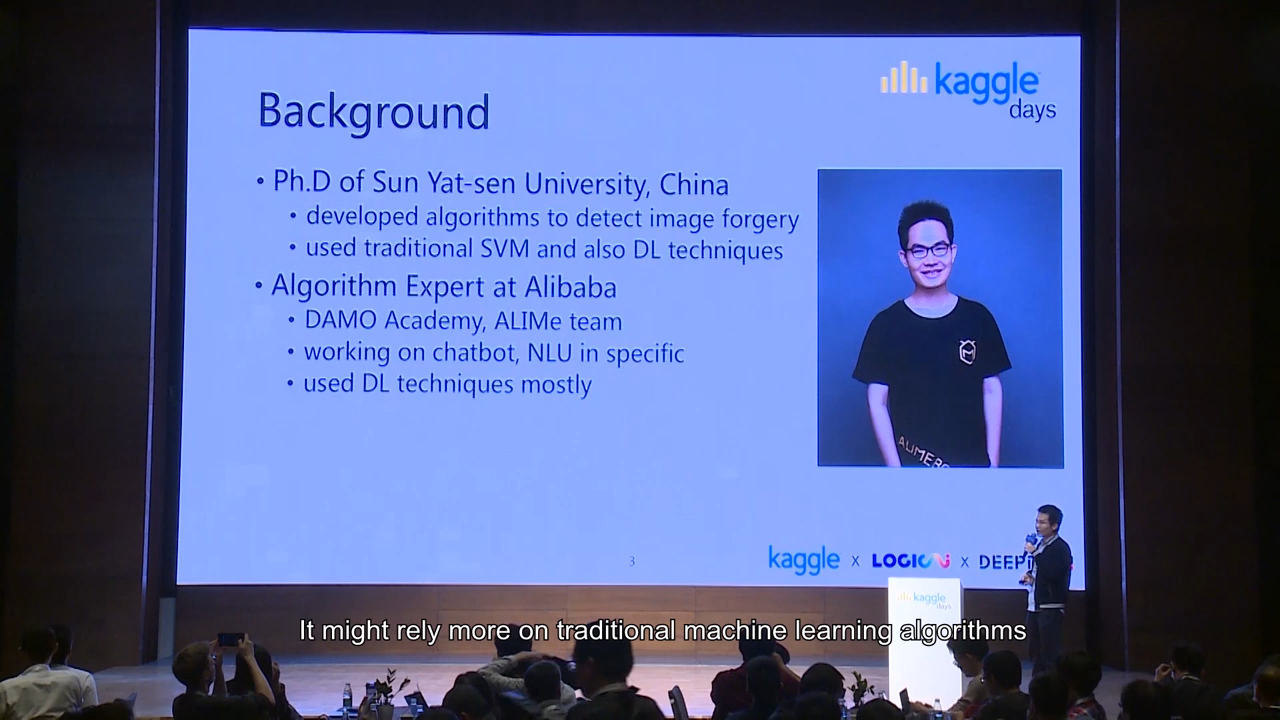 kaggle
days
Background
• Ph.D of Sun Yat-sen University, China
• developed algorithms to detect image forgery
• used traditional SVM and also DL techniques
• Algorithm Expert at Alibaba
• DAMO Academy, ALIMe team
• working on chatbot, NLU in specific
• used DL techniques mostly
3
kaggle x LOGIC x DEEPi
kaggle
days
It might rely more on traditional machine learning algorithms